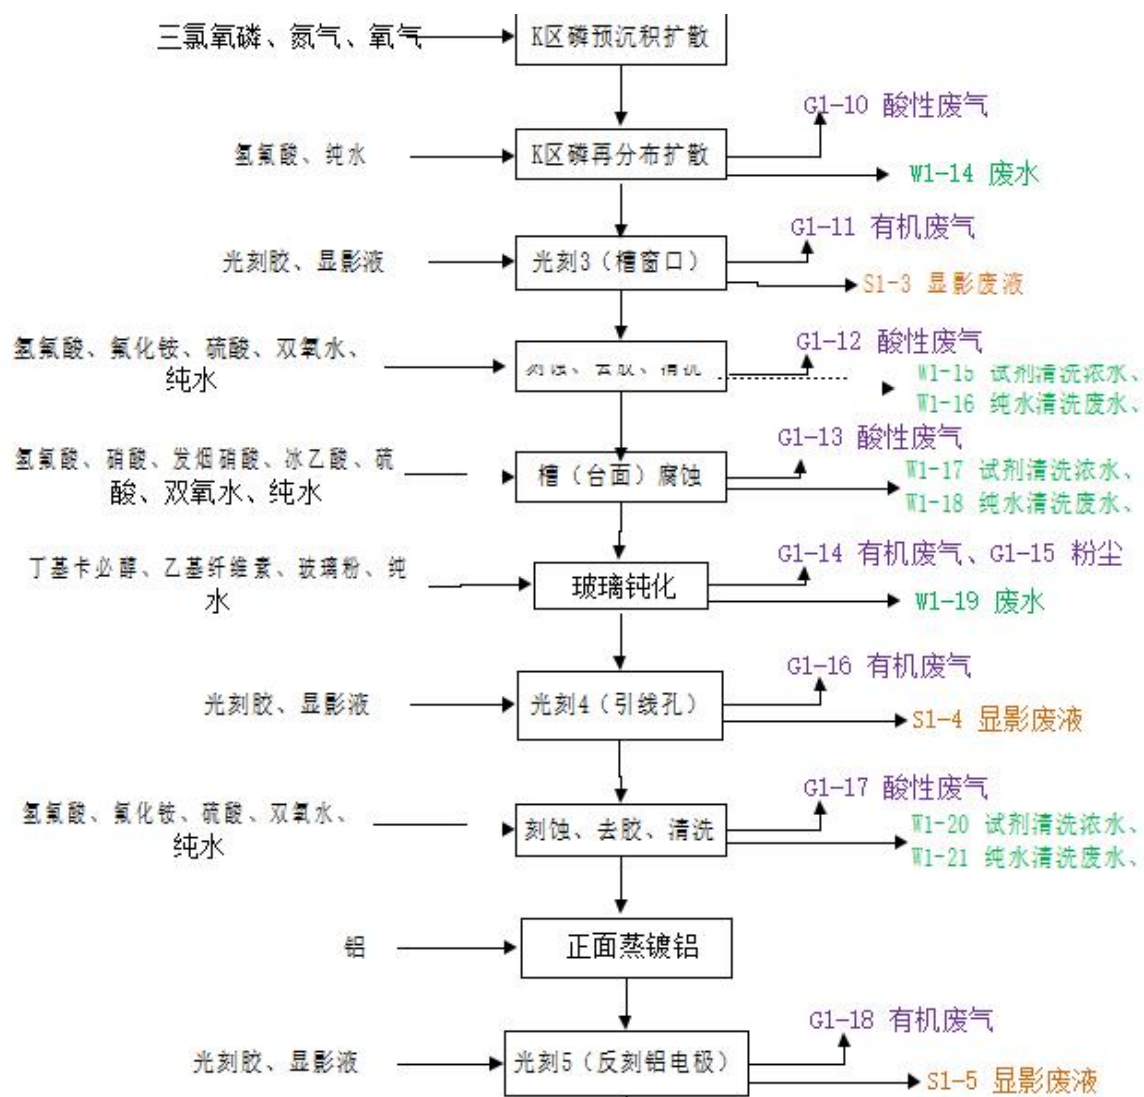 三氯氧磷、氮气、氧气
K区磷预沉积扩散
G1-10 酸性废气
氢氟酸、纯水
K区磷再分布扩散
W1-14 废水
G1-11 有机废气
光刻胶、显影液
光刻3（槽窗口）
S1-3 显影废液
氢氟酸、氟化铵、硫酸、双氧水、
纯水
刻蚀、去胶、清洗
G1-12 酸性废气
W1-15 试剂清洗浓水、
W1-16 纯水清洗废水、
G1-13 酸性废气
氢氟酸、硝酸、发烟硝酸、冰乙酸、硫
酸、双氧水、纯水
槽（台面）腐蚀
W1-17 试剂清洗浓水、
W1-18 纯水清洗废水、
G1-14 有机废气、G1-15 粉尘
丁基卡必醇、乙基纤维素、玻璃粉、纯
水
玻璃钝化
W1-19 废水
G1-16 有机废气
光刻胶、显影液
光刻4（引线孔）
S1-4 显影废液
G1-17 酸性废气
氢氟酸、氟化铵、硫酸、双氧水、
纯水
刻蚀、去胶、清洗
W1-20 试剂清洗浓水、
W1-21 纯水清洗废水、
铝
正面蒸镀铝
G1-18 有机废气
光刻胶、显影液
光刻5（反刻铝电极）
S1-5 显影废液